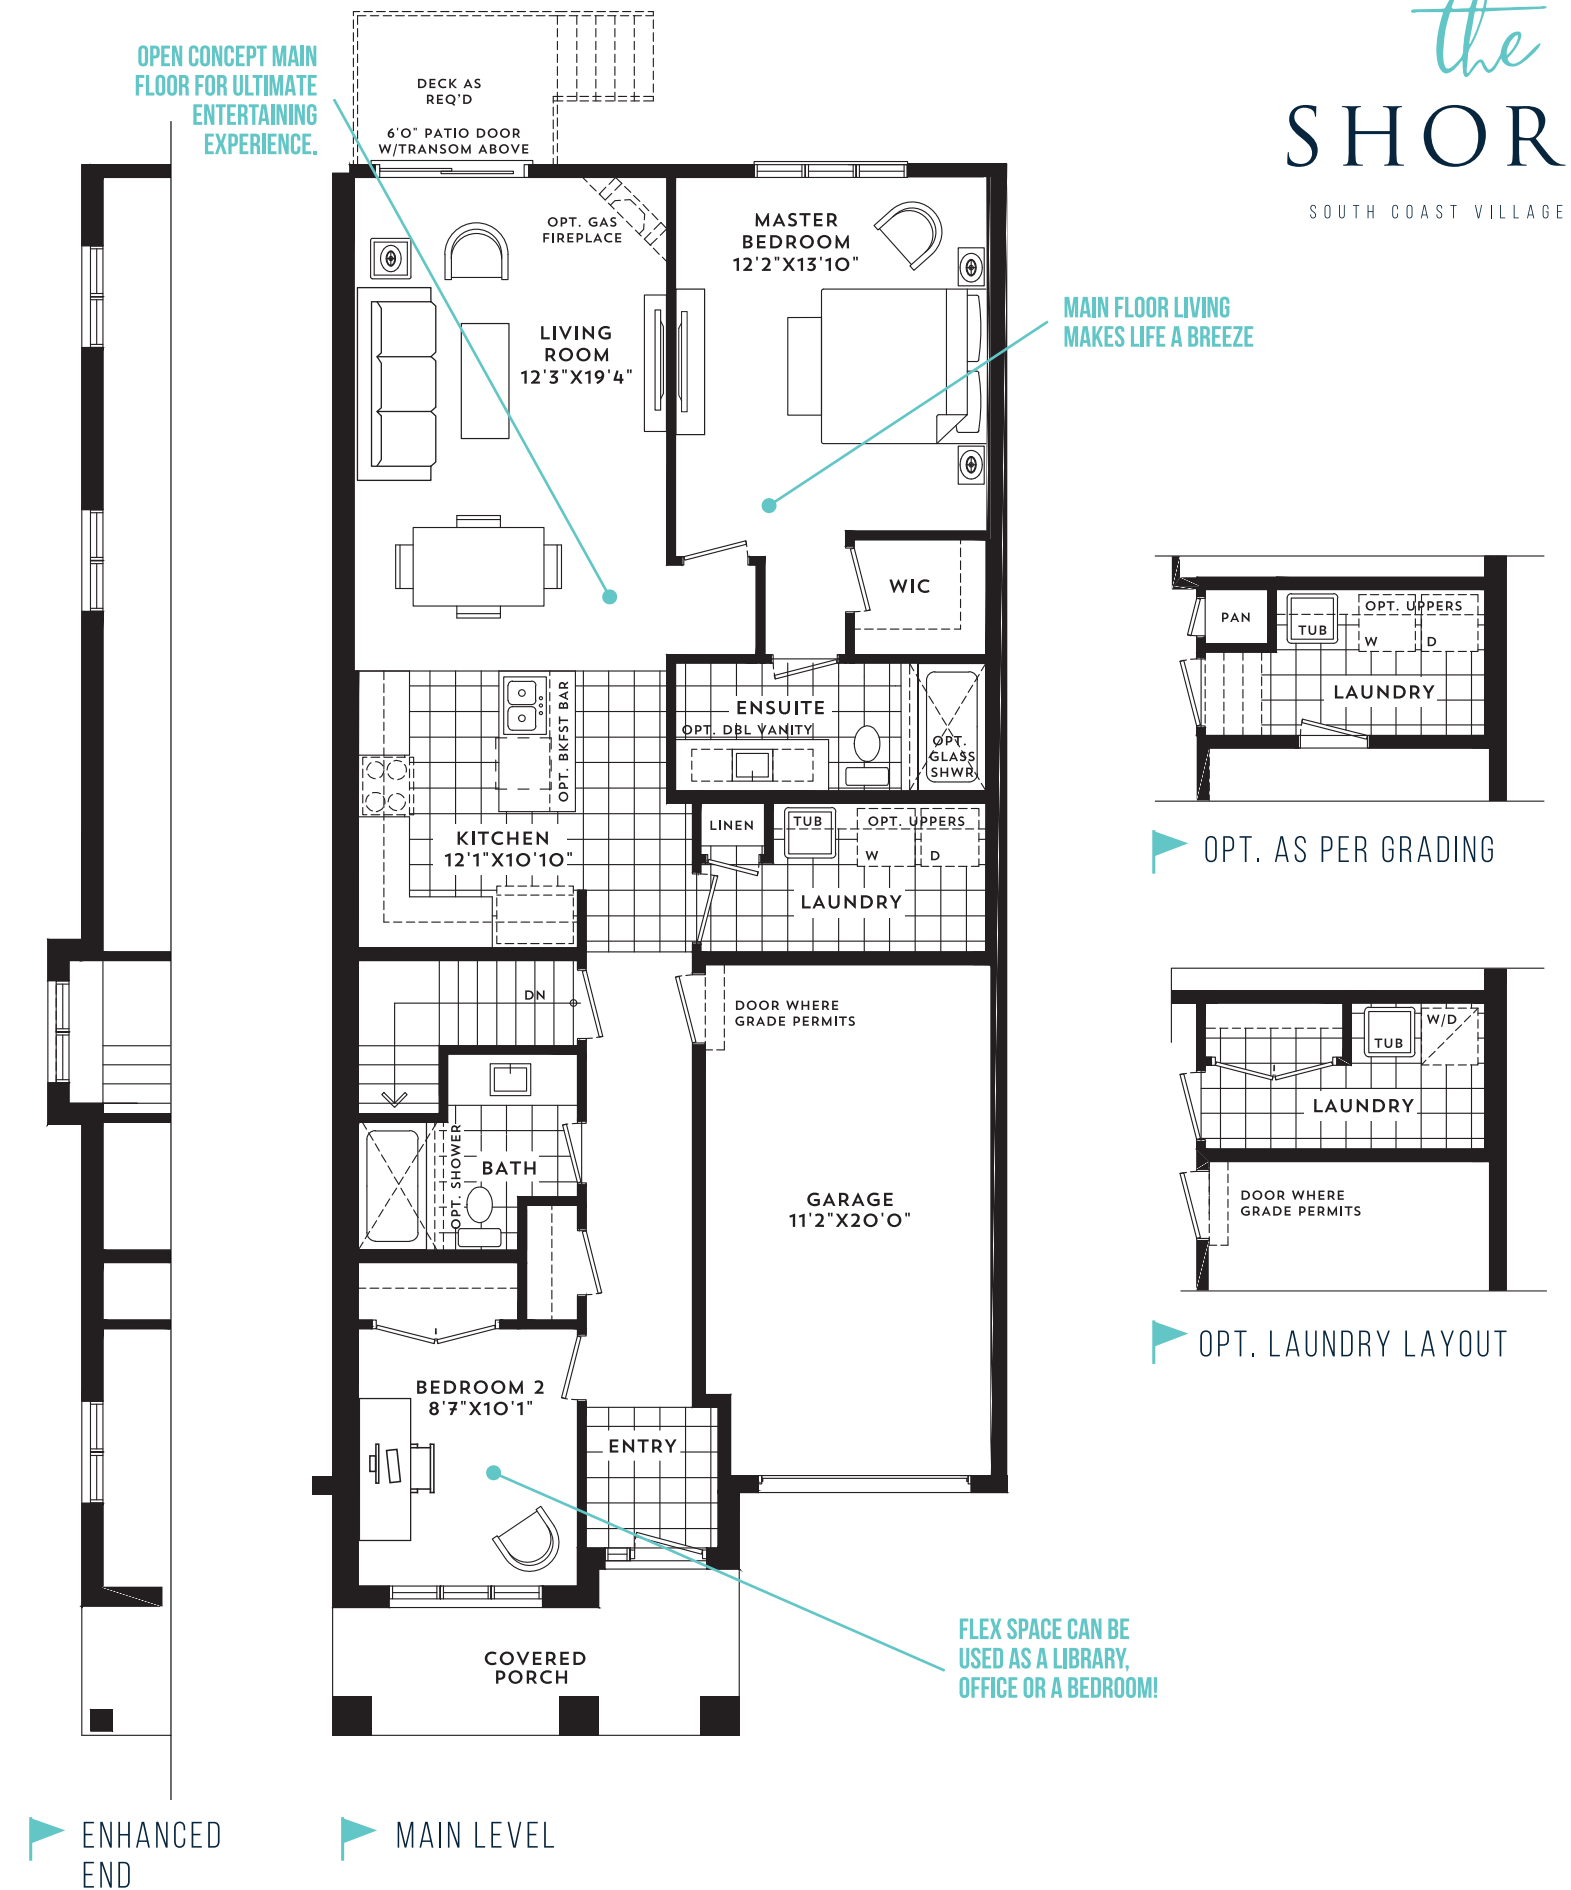 the
SHOR
SOUTH COAST VILLAGE
OPEN CONCEPT MAIN
FLOOR FOR ULTIMATE
ENTERTAINING
EXPERIENCE.
DECK AS
REQ'D
6'0" PATIO DOOR
W/TRANSOM ABOVE
OPT. GAS
FIREPLACE
MASTER
BEDROOM
12'2"X13'10"
LIVING
ROOM
12'3"X19'4"
MAIN FLOOR LIVING
MAKES LIFE A BREEZE
WIC
ENSUITE
OPT. DBL VANITY
OPT.
GLASS
SHWR
OPT. BKFST BAR
KITCHEN
12'1"X10'10"
LINEN
TUB
OPT. UPPERS
W
D
LAUNDRY
DN
DOOR WHERE
GRADE PERMITS
OPT. SHOWER
BATH
GARAGE
11'2"X20'0"
BEDROOM 2
8'7"X10'1"
ENTRY
COVERED
PORCH
FLEX SPACE CAN BE
USED AS A LIBRARY,
OFFICE OR A BEDROOM!
PAN
TUB
OPT. UPPERS
W
D
LAUNDRY
OPT. AS PER GRADING
TUB
W/D
LAUNDRY
DOOR WHERE
GRADE PERMITS
OPT. LAUNDRY LAYOUT
ENHANCED
END
MAIN LEVEL